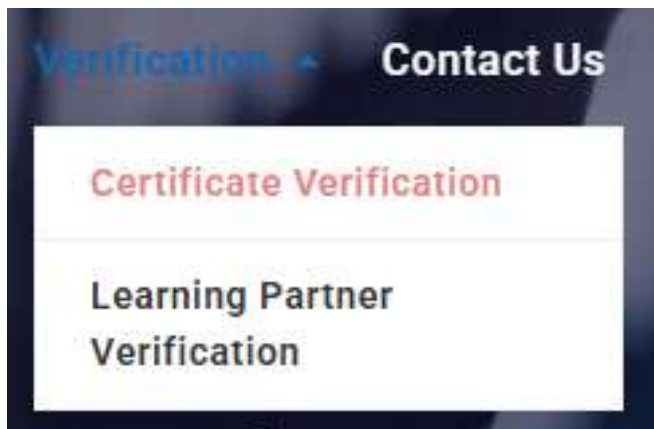 Verification Contact Us
Certificate Verification
Learning Partner
Verification